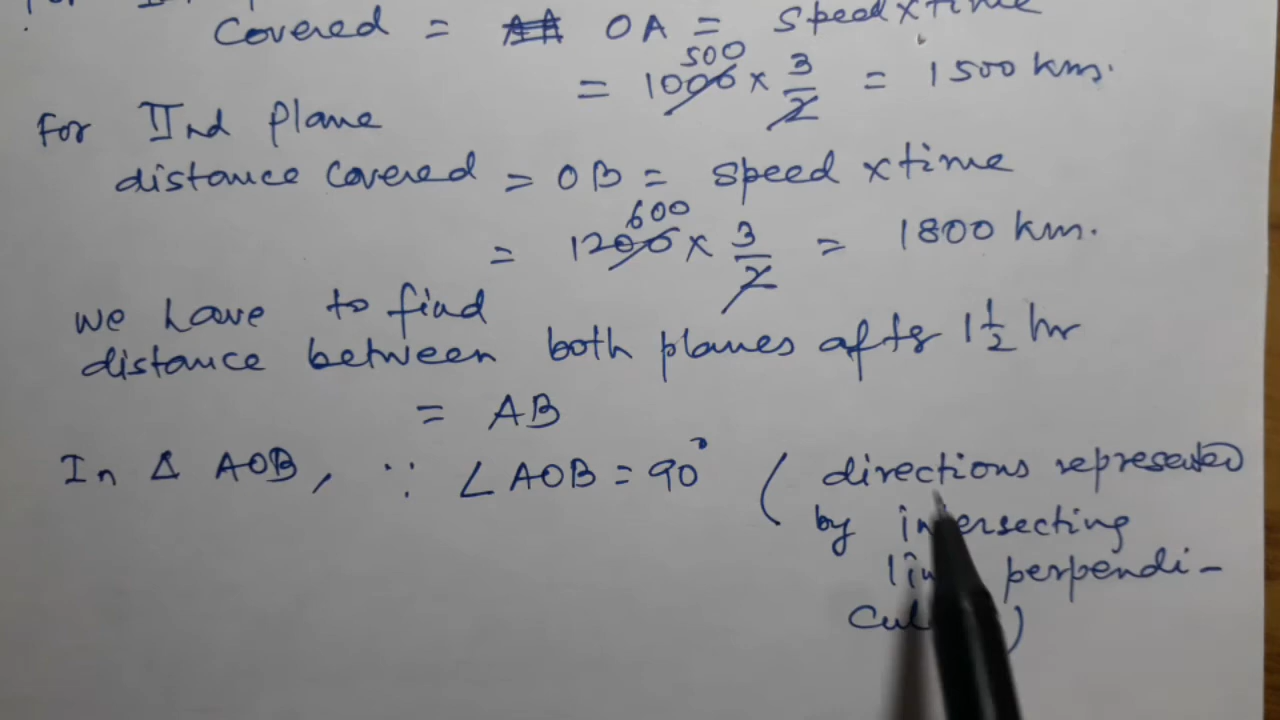 Covered = OA = Speed x time
500
= 1000 x 3/2 = 1500 kms.
For IInd Plane
distance covered = OB = speed x time
600
= 1200 x 3/2 = 1800 km.
we have to find
distance between both planes after 1 1/2 hr
= AB
In Δ AOB, ∵ ∠AOB = 90° ( directions represented
by intersecting
perpendi-
)